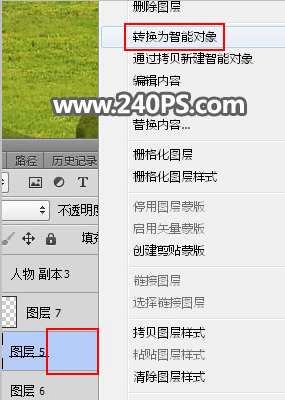 删除图层
转换为智能对象
通过拷贝新建智能对象
编辑内容
www.240PS.com
替换内容...
路径
历史记录
栅格化图层
栅格化图层样式
不透明度
停用图层蒙版
启用矢量蒙版
填充
创建剪贴蒙版
人物 副本3
链接图层
选择链接图层
图层 7
拷贝图层样式
图层 5
粘贴图层样式
清除图层样式
图层 6